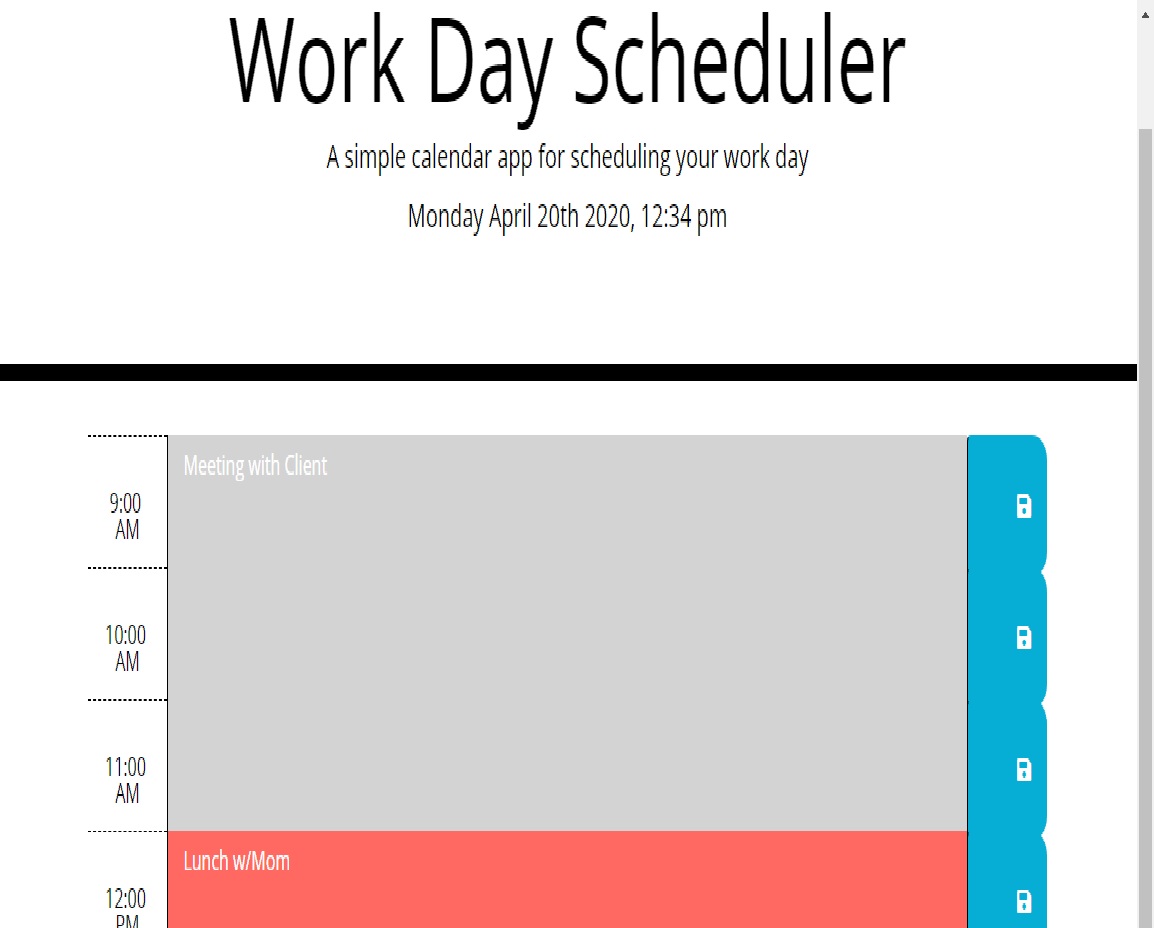 Work Day Scheduler
A simple calendar app for scheduling your work day
Monday April 20th 2020, 12:34 pm
Meeting with Client
9:00
AM
10:00
AM
11:00
AM
Lunch w/Mom
12:00
PM